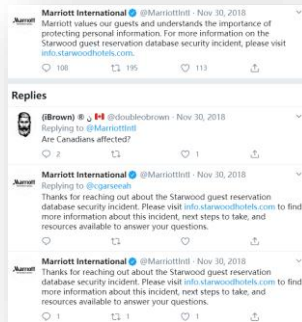 Marriott International @MarriottIntl · Nov 30, 2018
Marriott values our guests and understands the importance of
protecting personal information. For more information on the
Starwood guest reservation database security incident, please visit
info.starwoodhotels.com.
108 195 113
Replies
(iBrown) ® ن @doubleobrown · Nov 30, 2018
Replying to @MarriottIntl
Are Canadians affected?
2 1
Marriott International @MarriottIntl · Nov 30, 2018
Replying to @cgarseeah
Thanks for reaching out about the Starwood guest reservation
database security incident. Please visit info.starwoodhotels.com to find
more information about this incident, next steps to take, and
resources available to answer your questions.
Marriott International @MarriottIntl · Nov 30, 2018
Thanks for reaching out about the Starwood guest reservation
database security incident. Please visit info.starwoodhotels.com to find
more information about this incident, next steps to take, and
resources available to answer your questions.
1 1 1